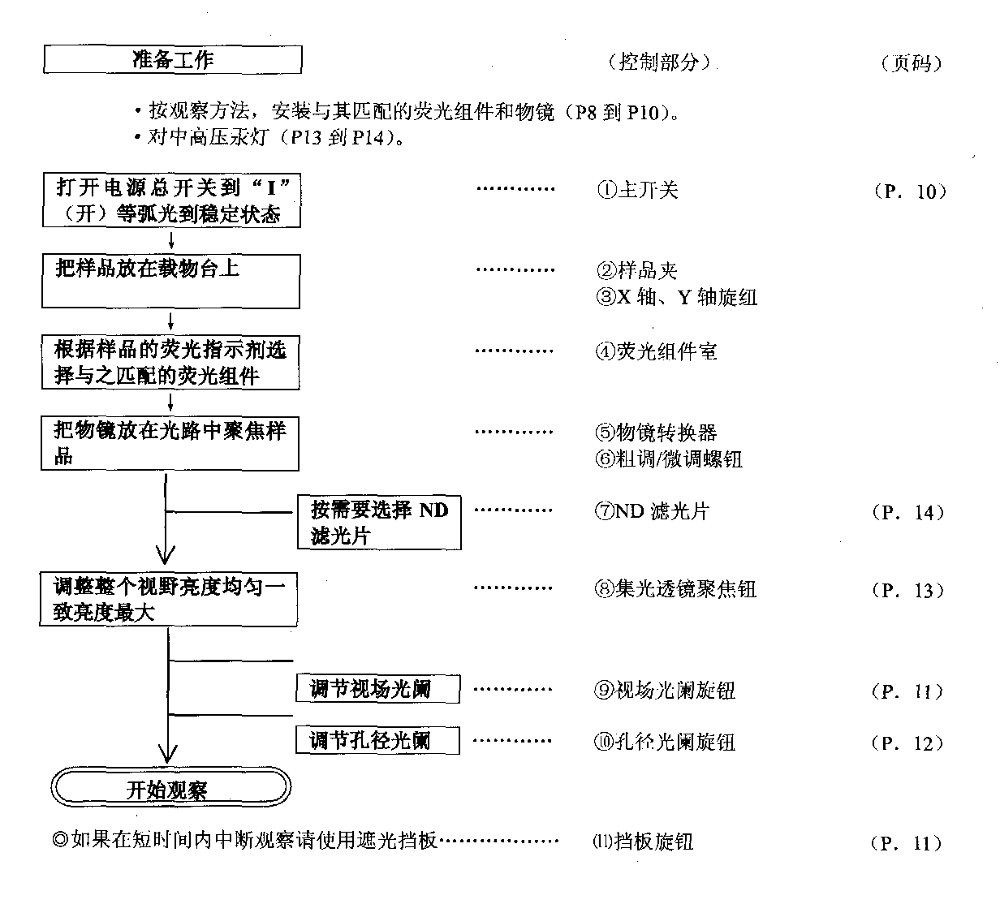 准备工作 （控制部分） （页码）
·按观察方法，安装与其匹配的荧光组件和物镜（P8 到 P10）。
·对中高压汞灯（P13 到 P14）。
打开电源总开关到“I” ………… ①主开关 （P. 10）
（开）等弧光到稳定状态
把样品放在载物台上 ………… ②样品夹
③X 轴、Y 轴旋纽
根据样品的荧光指示剂选 ………… ④荧光组件室
择与之匹配的荧光组件
把物镜放在光路中聚焦样 ………… ⑤物镜转换器
品 ⑥粗调/微调螺钮
按需要选择 ND ………… ⑦ND 滤光片 （P. 14）
滤光片
调整整个视野亮度均匀一 ………… ⑧集光透镜聚焦钮 （P. 13）
致亮度最大
调节视场光阑 ………… ⑨视场光阑旋钮 （P. 11）
调节孔径光阑 ………… ⑩孔径光阑旋钮 （P. 12）
开始观察
◎如果在短时间内中断观察请使用遮光挡板……………… ⑾挡板旋钮 （P. 11）